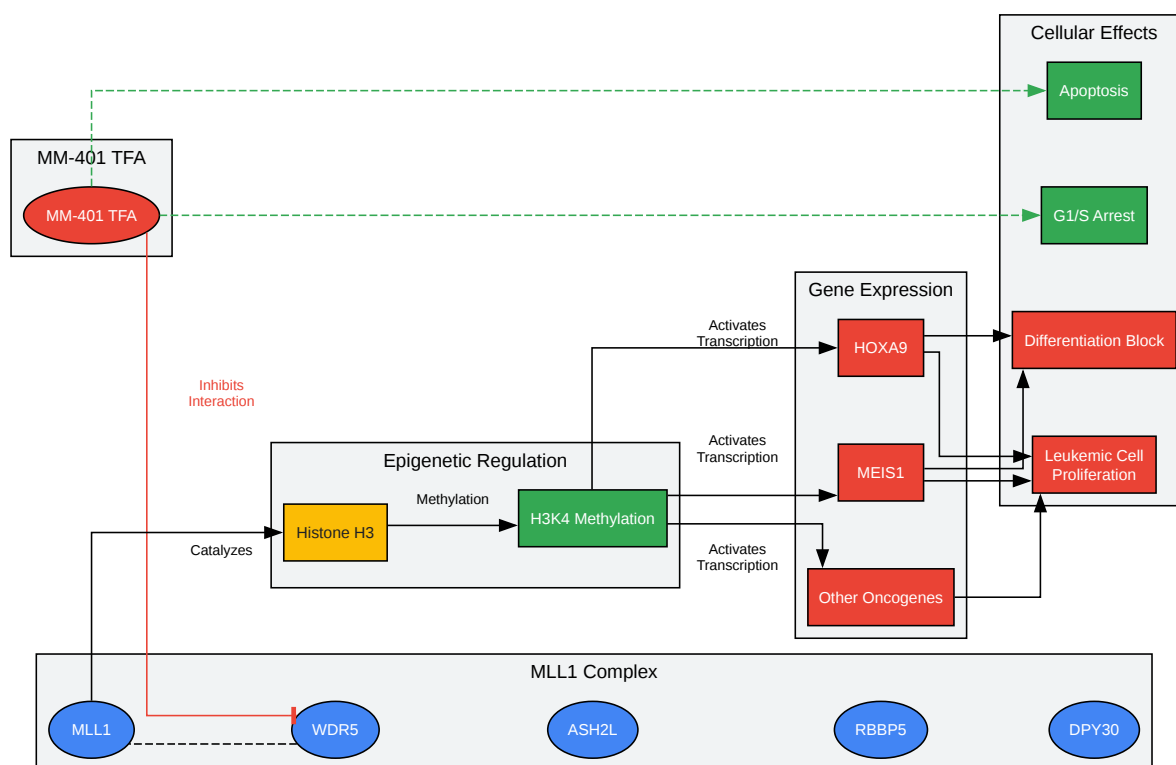 Cellular Effects
Apoptosis
MM-401 TFA
MM-401 TFA
G1/S Arrest
Gene Expression
Activates
Transcription
HOXA9
Differentiation Block
Inhibits
Interaction
Epigenetic Regulation
Activates
Transcription
MEIS1
Leukemic Cell
Proliferation
Methylation
Histone H3
H3K4 Methylation
Catalyzes
Activates
Transcription
Other Oncogenes
MLL1 Complex
MLL1
WDR5
ASH2L
RBBP5
DPY30